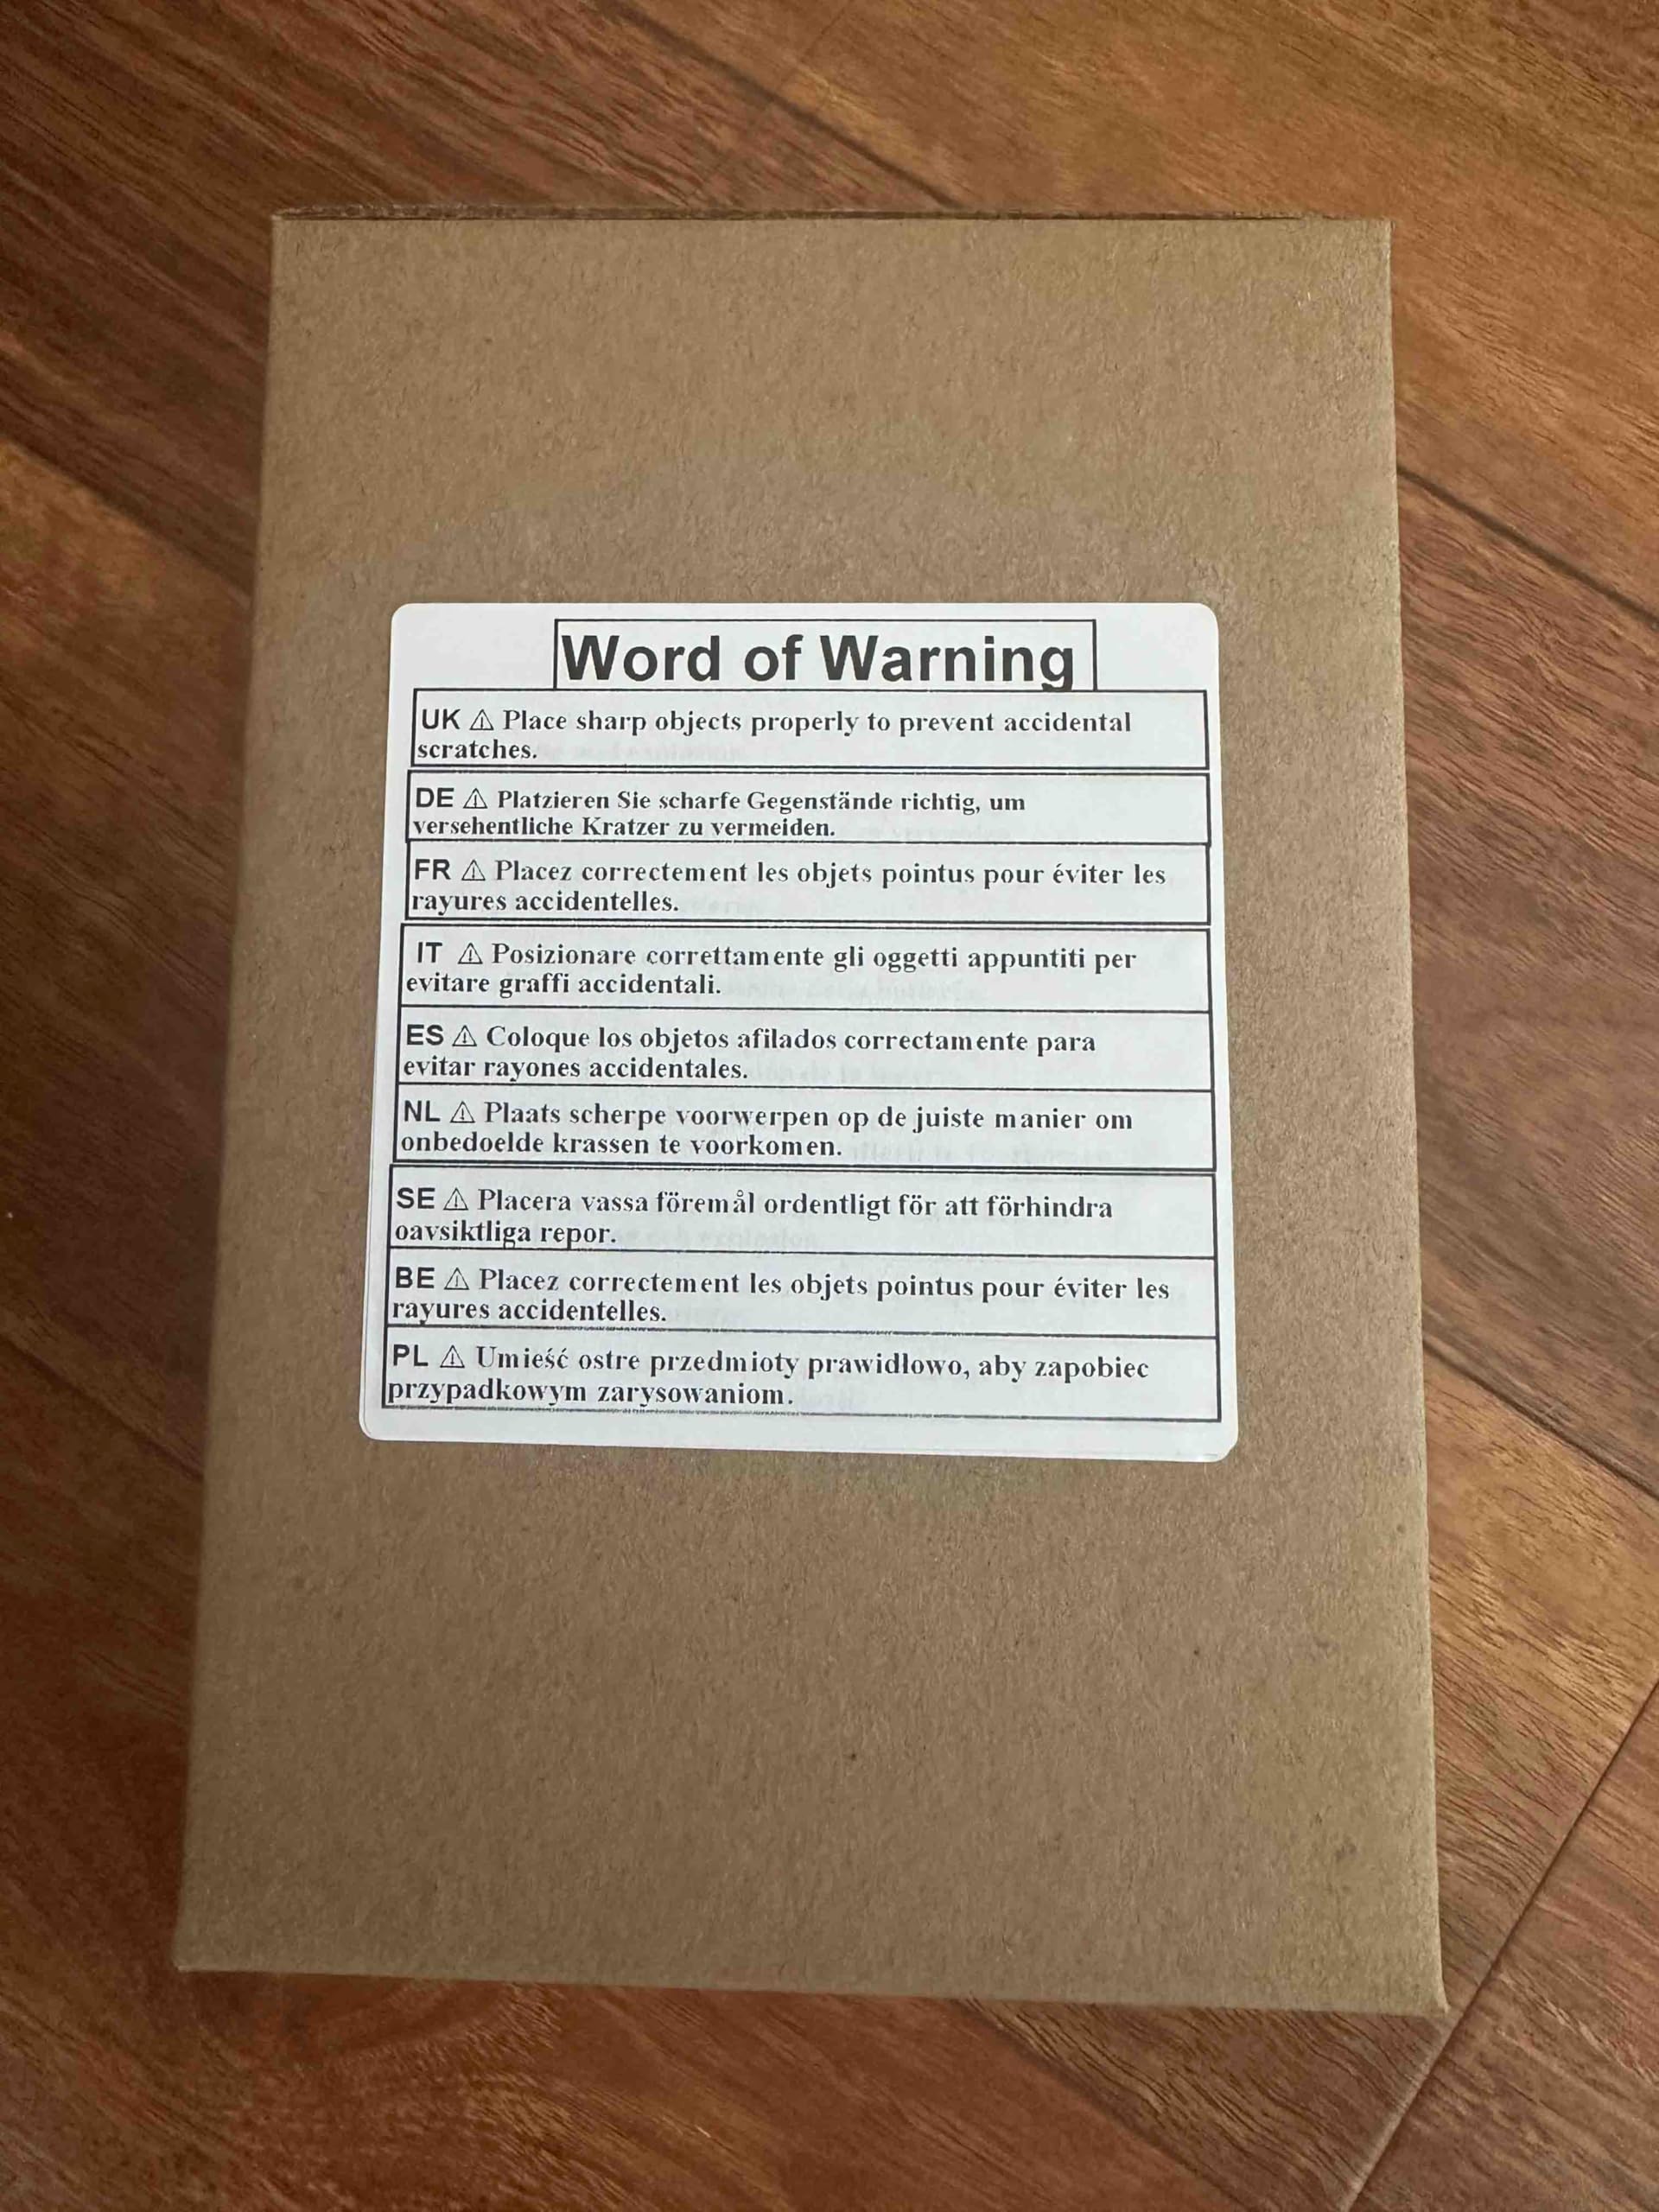 Word of Warning
UK ⚠ Place sharp objects properly to prevent accidental
scratches.
DE ⚠ Platzieren Sie scharfe Gegenstände richtig, um
versehentliche Kratzer zu vermeiden.
FR ⚠ Placez correctement les objets pointus pour éviter les
rayures accidentelles.
IT ⚠ Posizionare correttamente gli oggetti appuntiti per
evitare graffi accidentali.
ES ⚠ Coloque los objetos afilados correctamente para
evitar rayones accidentales.
NL ⚠ Plaats scherpe voorwerpen op de juiste manier om
onbedoelde krassen te voorkomen.
SE ⚠ Placera vassa föremål ordentligt för att förhindra
oavsiktliga repor.
BE ⚠ Placez correctement les objets pointus pour éviter les
rayures accidentelles.
PL ⚠ Umieść ostre przedmioty prawidłowo, aby zapobiec
przypadkowym zarysowaniom.